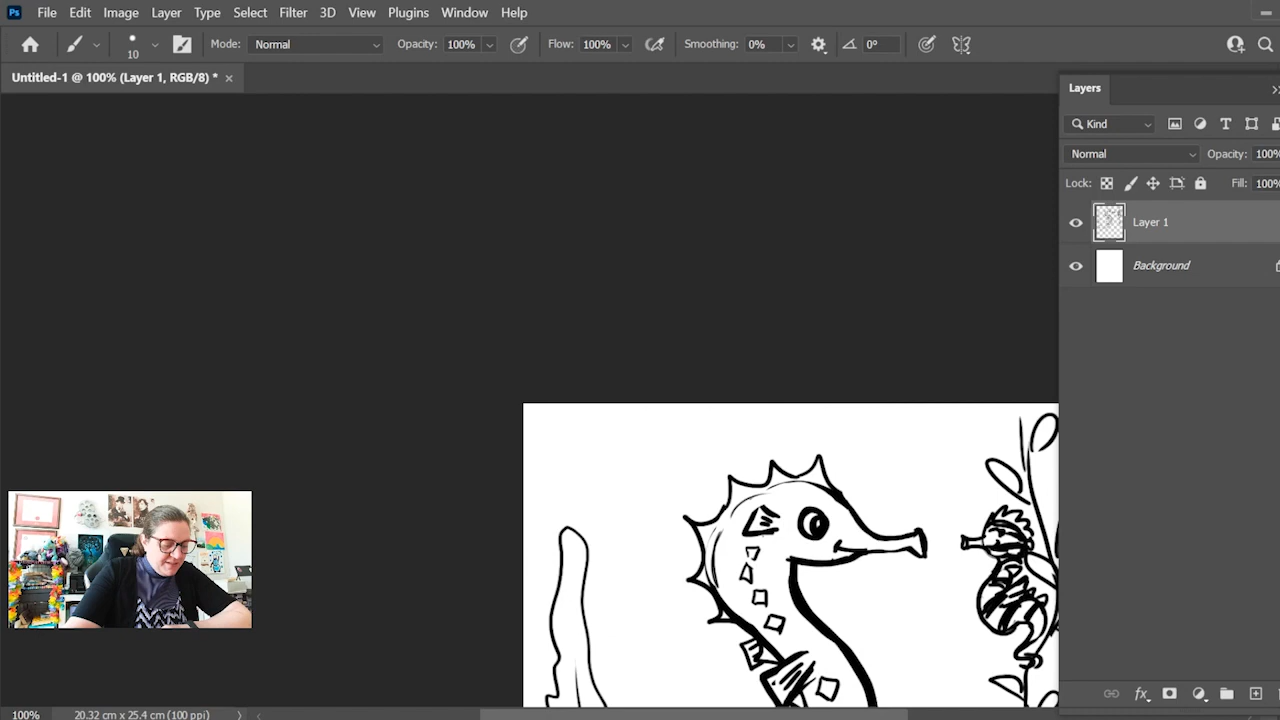 Ps File Edit Image Layer Type Select Filter 3D View Plugins Window Help
10 Mode: Normal Opacity: 100% Flow: 100% Smoothing: 0% 0°
Untitled-1 @ 100% (Layer 1, RGB/8) * ×
Layers
Kind
Normal Opacity: 100%
Lock: Fill: 100%
Layer 1
Background
fx
100% 20.32 cm x 25.4 cm (100 ppi)